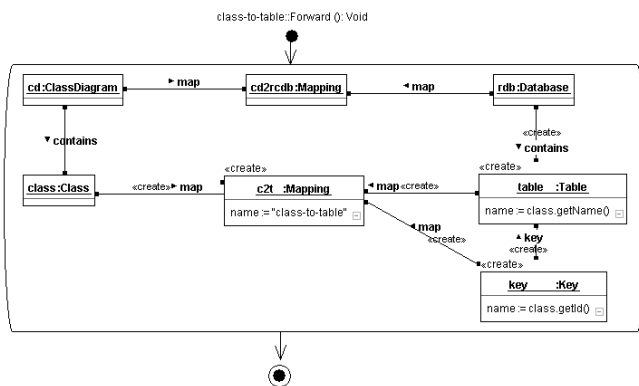 class-to-table::Forward (): Void
cd :ClassDiagram
► map
cd2rcdb :Mapping
◄ map
rdb :Database
▼ contains
«create»
▼ contains
class :Class
«create» ► map
«create»
c2t :Mapping
name := "class-to-table"
◄ map «create»
«create»
table :Table
name := class.getName()
◄ map
«create»
▲ key
«create»
«create»
key :Key
name := class.getId()